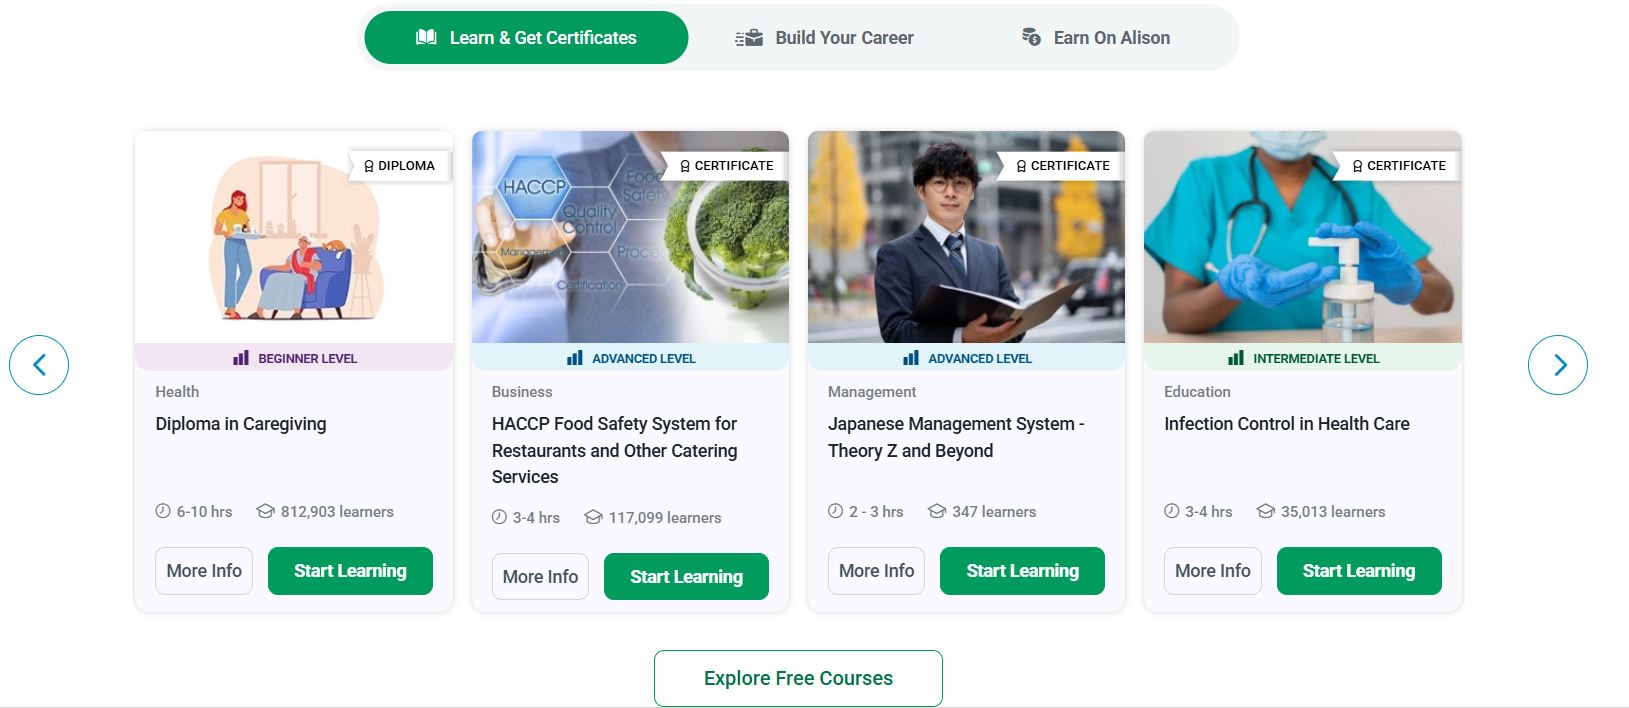 Learn & Get Certificates
Build Your Career
Earn On Alison
DIPLOMA
BEGINNER LEVEL
Health
Diploma in Caregiving
6-10 hrs
812,903 learners
More Info
Start Learning
CERTIFICATE
HACCP
Food
Safety
Quality
Control
Management
Proce
Certification
ADVANCED LEVEL
Business
HACCP Food Safety System for
Restaurants and Other Catering
Services
3-4 hrs
117,099 learners
More Info
Start Learning
CERTIFICATE
ADVANCED LEVEL
Management
Japanese Management System -
Theory Z and Beyond
2 - 3 hrs
347 learners
More Info
Start Learning
CERTIFICATE
INTERMEDIATE LEVEL
Education
Infection Control in Health Care
3-4 hrs
35,013 learners
More Info
Start Learning
Explore Free Courses